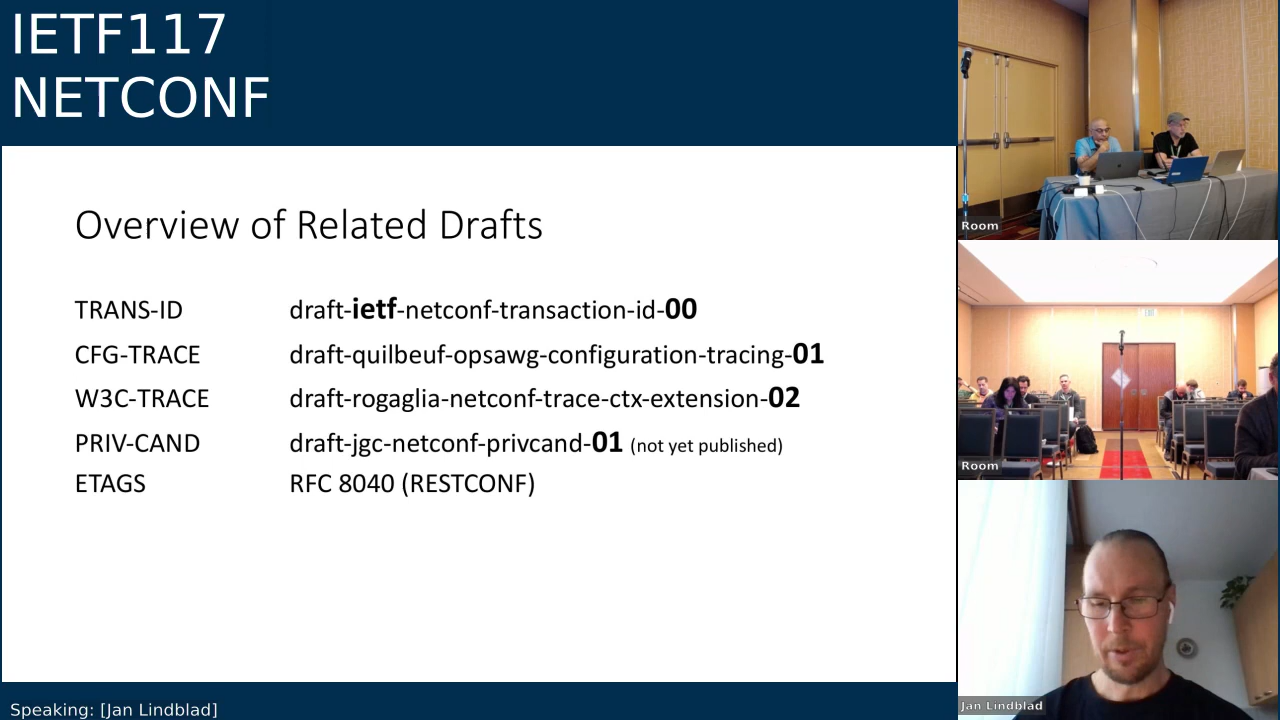 IETF117
NETCONF
Overview of Related Drafts
TRANS-ID draft-ietf-netconf-transaction-id-00
CFG-TRACE draft-quilbeuf-opsawg-configuration-tracing-01
W3C-TRACE draft-rogaglia-netconf-trace-ctx-extension-02
PRIV-CAND draft-jgc-netconf-privcand-01 (not yet published)
ETAGS RFC 8040 (RESTCONF)
Speaking: [Jan Lindblad]
Room
Room
Jan Lindblad